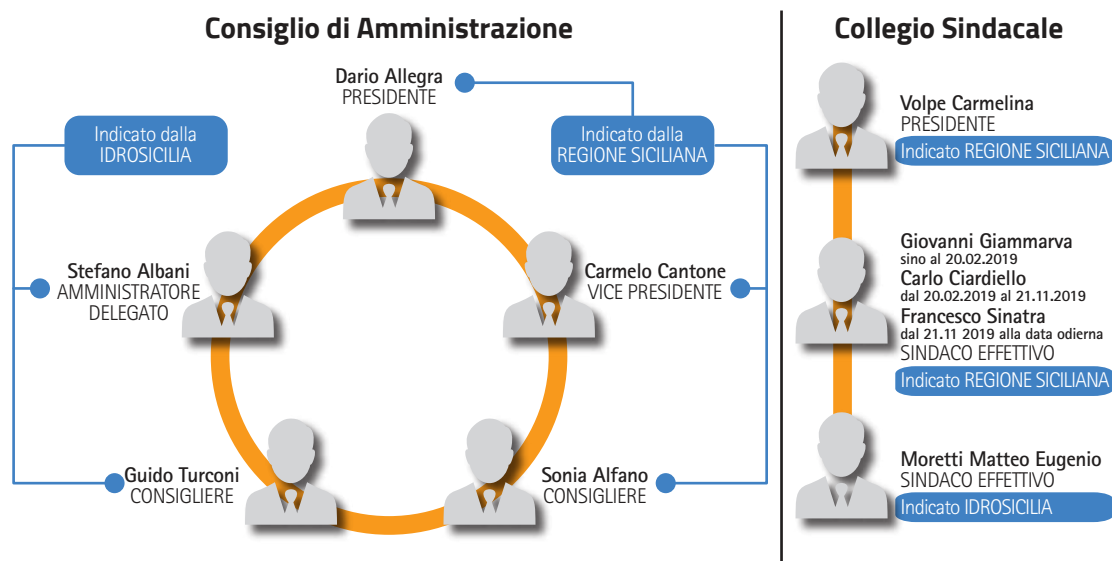 Consiglio di Amministrazione
Dario Allegra
PRESIDENTE
Indicato dalla
IDROSICILIA
Indicato dalla
REGIONE SICILIANA
Stefano Albani
AMMINISTRATORE
DELEGATO
Carmelo Cantone
VICE PRESIDENTE
Guido Turconi
CONSIGLIERE
Sonia Alfano
CONSIGLIERE
Collegio Sindacale
Volpe Carmelina
PRESIDENTE
Indicato REGIONE SICILIANA
Giovanni Giammarva
sino al 20.02.2019
Carlo Ciardiello
dal 20.02.2019 al 21.11.2019
Francesco Sinatra
dal 21.11 2019 alla data odierna
SINDACO EFFETTIVO
Indicato REGIONE SICILIANA
Moretti Matteo Eugenio
SINDACO EFFETTIVO
Indicato IDROSICILIA